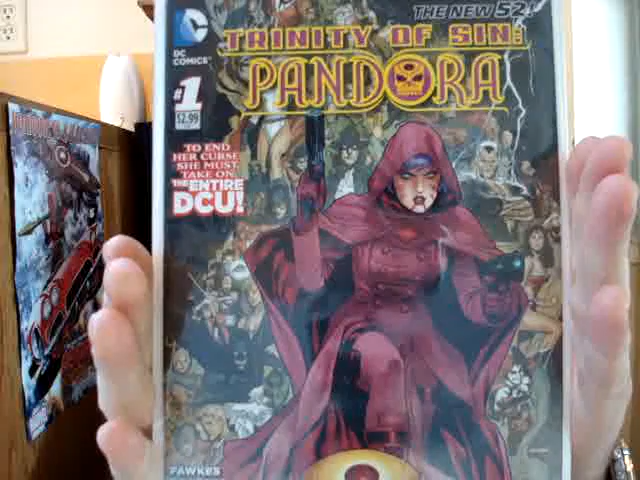 THE NEW 52!
DC COMICS™
TRINITY OF SIN:
PANDORA
#1
$2.99
TO END
HER CURSE,
SHE MUST
TAKE ON
THE ENTIRE
DCU!
FAWKES